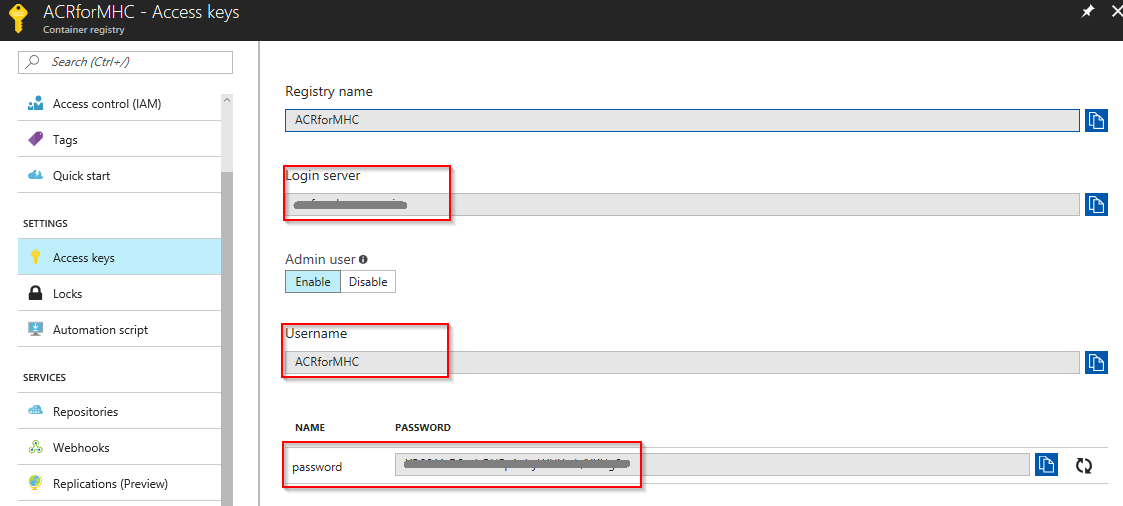 ACRforMHC - Access keys
Container registry
Search (Ctrl+/)
Access control (IAM)
Tags
Quick start
SETTINGS
Access keys
Locks
Automation script
SERVICES
Repositories
Webhooks
Replications (Preview)
Registry name
ACRforMHC
Login server
Admin user
Enable Disable
Username
ACRforMHC
NAME PASSWORD
password